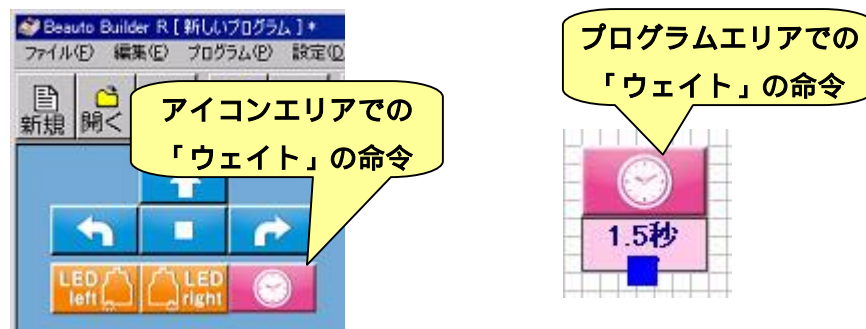 Beauto Builder R [ 新しいプログラム ] *
ファイル(F) 編集(E) プログラム(P) 設定(O
新規 開く
アイコンエリアでの
「ウェイト」の命令
LED
left
LED
right
プログラムエリアでの
「ウェイト」の命令
1.5秒